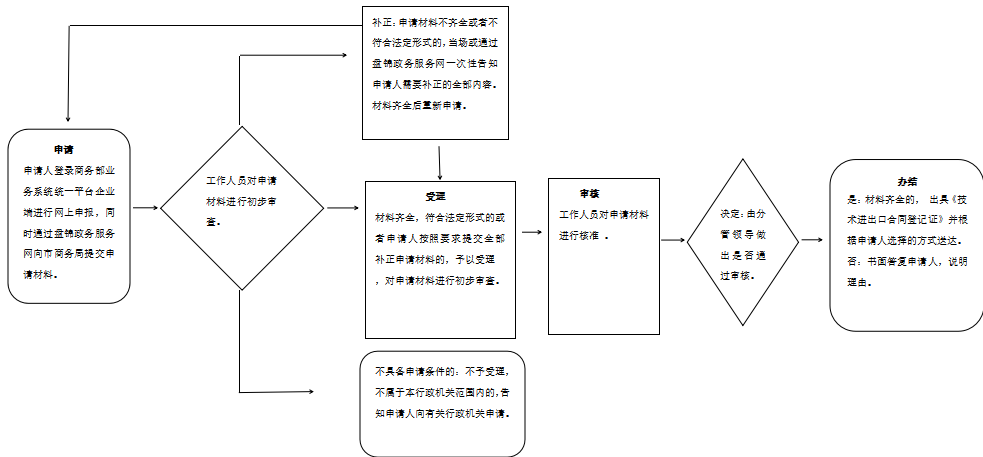 申请
申请人登录商务部业
务系统统一平台企业
端进行网上申报，同
时通过盘锦政务服务
网向市商务局提交申
请材料。
工作人员对申请
材料进行初步审
查。
补正：申请材料不齐全或者不
符合法定形式的，当场或通过
盘锦政务服务网一次性告知
申请人需要补正的全部内容。
材料齐全后重新申请。
受理
材料齐全，符合法定形式的或
者申请人按照要求提交全部
补正申请材料的，予以受理
，对申请材料进行初步审查。
不具备申请条件的：不予受理，
不属于本行政机关范围内的，告
知申请人向有关行政机关申请。
审核
工作人员对申请材料
进行核准 。
决定：由分
管领导做
出是否通
过审核。
办结
是：材料齐全的， 出具《技
术进出口合同登记证》并根
据申请人选择的方式送达。
否：书面答复申请人，说明
理由。